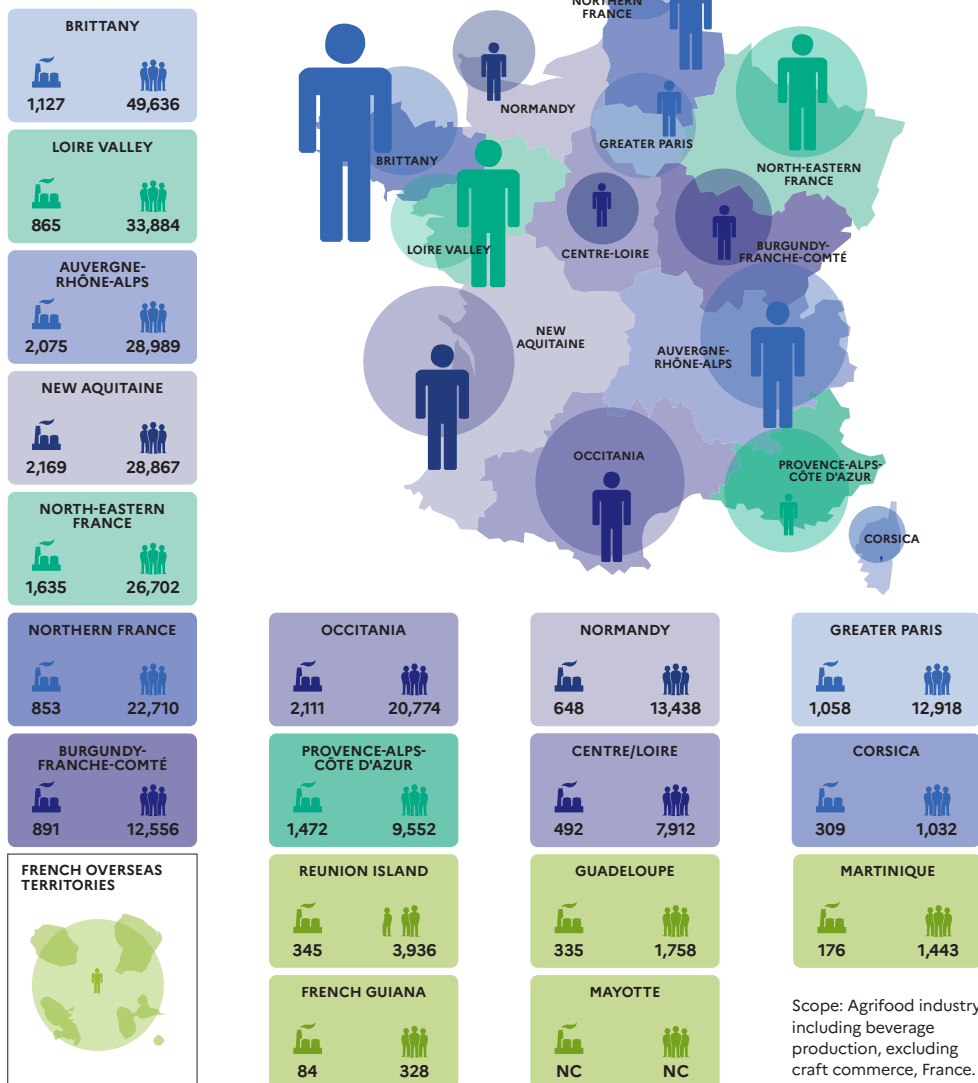 BRITTANY
1,127 49,636
LOIRE VALLEY
865 33,884
AUVERGNE-
RHÔNE-ALPS
2,075 28,989
NEW AQUITAINE
2,169 28,867
NORTH-EASTERN
FRANCE
1,635 26,702
NORTHERN FRANCE
853 22,710
BURGUNDY-
FRANCHE-COMTÉ
891 12,556
FRENCH OVERSEAS
TERRITORIES
NORTHERN
FRANCE
NORMANDY
BRITTANY
GREATER PARIS
NORTH-EASTERN
FRANCE
LOIRE VALLEY
CENTRE-LOIRE
BURGUNDY-
FRANCHE-COMTÉ
NEW
AQUITAINE
AUVERGNE-
RHÔNE-ALPS
OCCITANIA
PROVENCE-ALPS-
CÔTE D'AZUR
CORSICA
OCCITANIA
2,111 20,774
NORMANDY
648 13,438
GREATER PARIS
1,058 12,918
PROVENCE-ALPS-
CÔTE D'AZUR
1,472 9,552
CENTRE/LOIRE
492 7,912
CORSICA
309 1,032
REUNION ISLAND
345 3,936
GUADELOUPE
335 1,758
MARTINIQUE
176 1,443
FRENCH GUIANA
84 328
MAYOTTE
NC NC
Scope: Agrifood industry
including beverage
production, excluding
craft commerce, France.